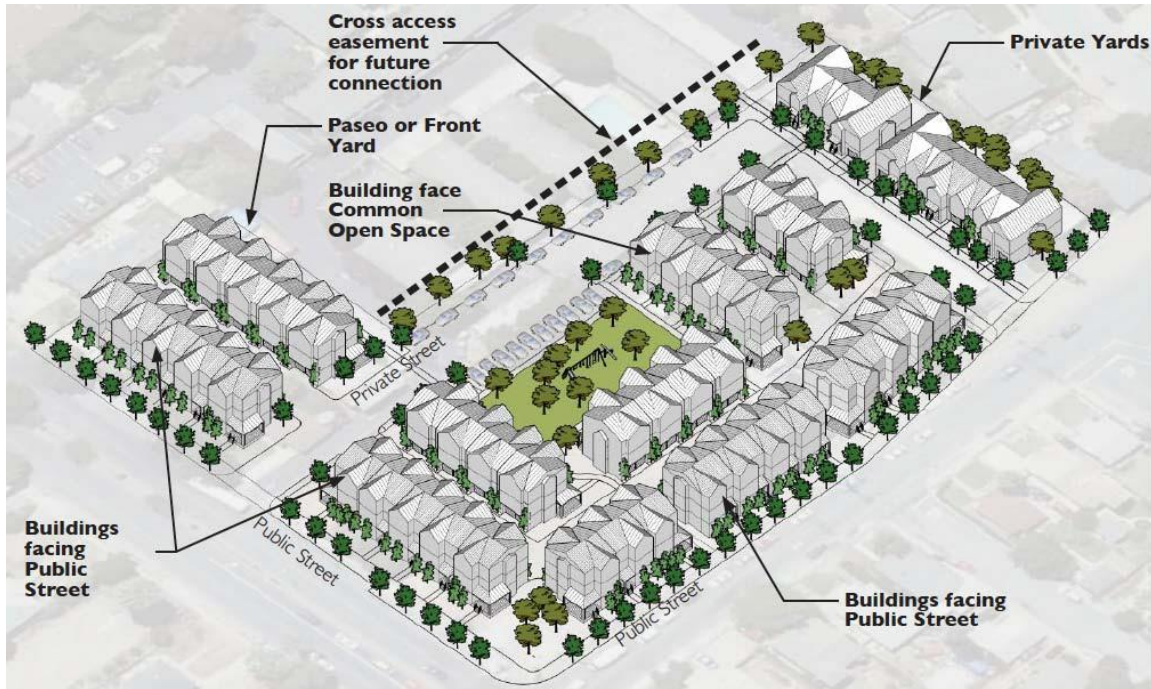 Cross access
easement
for future
connection
Private Yards
Paseo or Front
Yard
Building face
Common
Open Space
Private Street
Buildings
facing
Public
Street
Public Street
Public Street
Buildings facing
Public Street